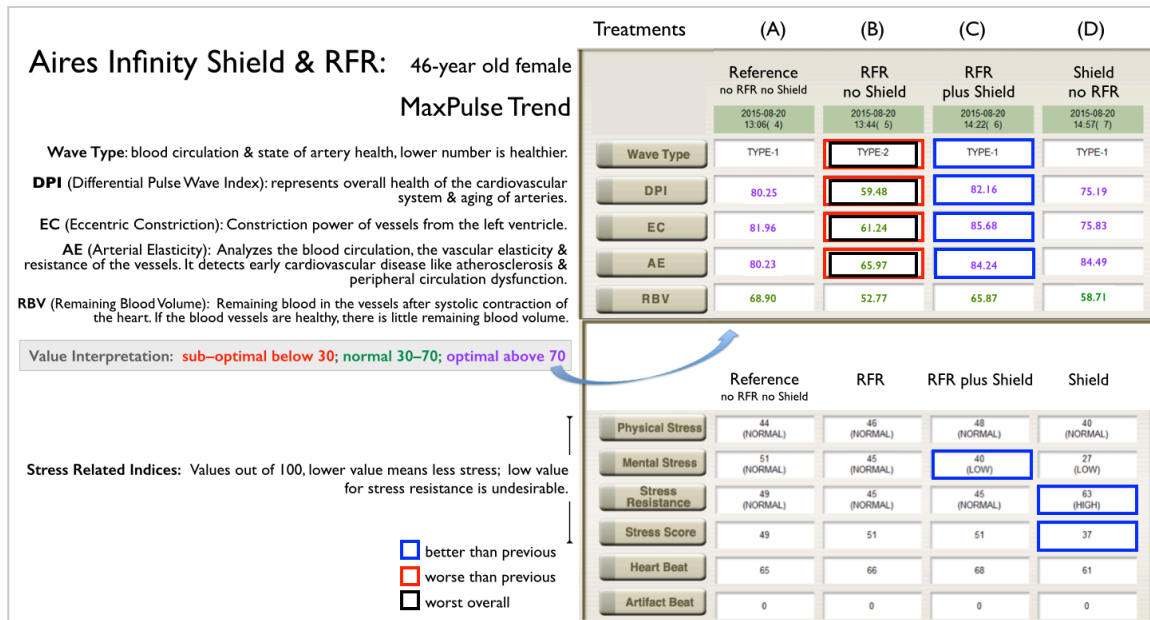 Aires Infinity Shield & RFR: 46-year old female
MaxPulse Trend
Wave Type: blood circulation & state of artery health, lower number is healthier.
DPI (Differential Pulse Wave Index): represents overall health of the cardiovascular
system & aging of arteries.
EC (Eccentric Constriction): Constriction power of vessels from the left ventricle.
AE (Arterial Elasticity): Analyzes the blood circulation, the vascular elasticity &
resistance of the vessels. It detects early cardiovascular disease like atherosclerosis &
peripheral circulation dysfunction.
RBV (Remaining Blood Volume): Remaining blood in the vessels after systolic contraction of
the heart. If the blood vessels are healthy, there is little remaining blood volume.
Value Interpretation: sub–optimal below 30; normal 30–70; optimal above 70
Stress Related Indices: Values out of 100, lower value means less stress; low value
for stress resistance is undesirable.
better than previous
worse than previous
worst overall
Treatments (A) (B) (C) (D)
Reference RFR RFR Shield
no RFR no Shield no Shield plus Shield no RFR
2015-08-20 2015-08-20 2015-08-20 2015-08-20
13:06( 4) 13:44( 5) 14:22( 6) 14:57( 7)
Wave Type TYPE-1 TYPE-2 TYPE-1 TYPE-1
DPI 80.25 59.48 82.16 75.19
EC 81.96 61.24 85.68 75.83
AE 80.23 65.97 84.24 84.49
RBV 68.90 52.77 65.87 58.71
Reference RFR RFR plus Shield Shield
no RFR no Shield
Physical Stress 44 46 48 40
(NORMAL) (NORMAL) (NORMAL) (NORMAL)
Mental Stress 51 45 40 27
(NORMAL) (NORMAL) (LOW) (LOW)
Stress Resistance 49 45 45 63
(NORMAL) (NORMAL) (NORMAL) (HIGH)
Stress Score 49 51 51 37
Heart Beat 65 66 68 61
Artifact Beat 0 0 0 0